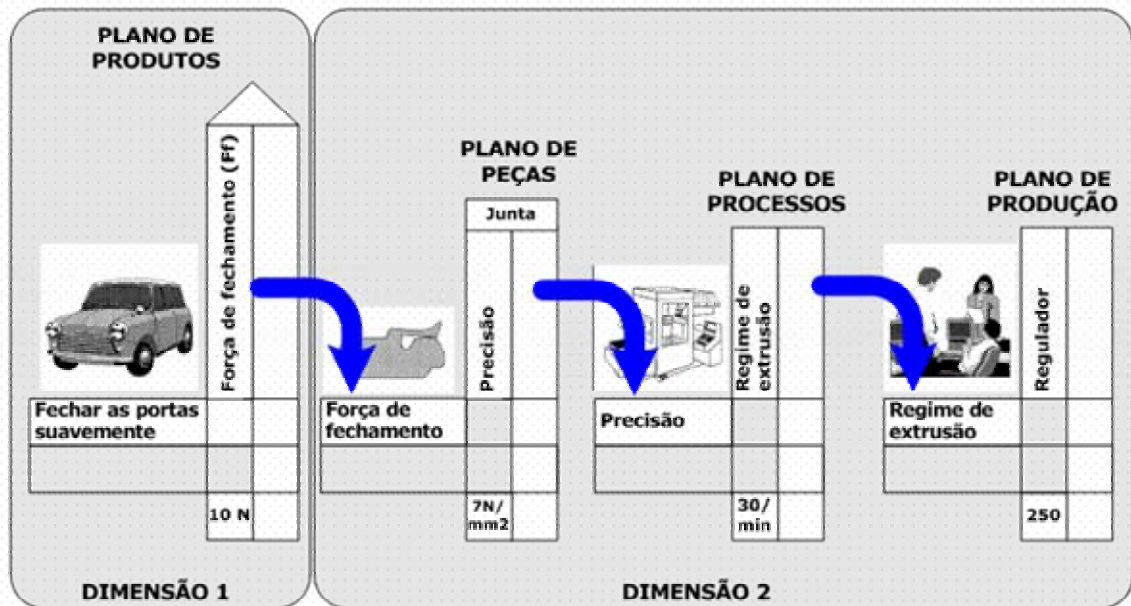 PLANO DE
PRODUTOS
Força de fechamento (Ff)
Fechar as portas
suavemente
10 N
DIMENSÃO 1
PLANO DE
PEÇAS
Junta
Precisão
Força de
fechamento
7N/
mm2
PLANO DE
PROCESSOS
Regime de
extrusão
Precisão
30/
min
PLANO DE
PRODUÇÃO
Regulador
Regime de
extrusão
250
DIMENSÃO 2